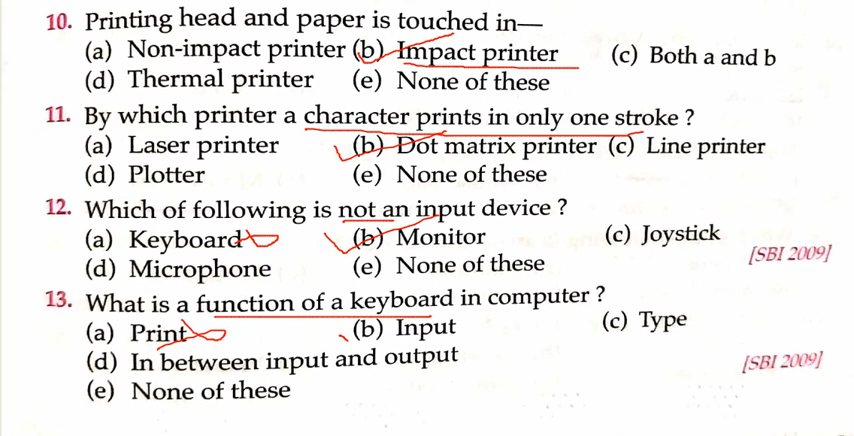 10. Printing head and paper is touched in—
(a) Non-impact printer (b) Impact printer (c) Both a and b
(d) Thermal printer (e) None of these
11. By which printer a character prints in only one stroke ?
(a) Laser printer (b) Dot matrix printer (c) Line printer
(d) Plotter (e) None of these
12. Which of following is not an input device ?
(a) Keyboard (b) Monitor (c) Joystick
(d) Microphone (e) None of these [SBI 2009]
13. What is a function of a keyboard in computer ?
(a) Print (b) Input (c) Type
(d) In between input and output [SBI 2009]
(e) None of these